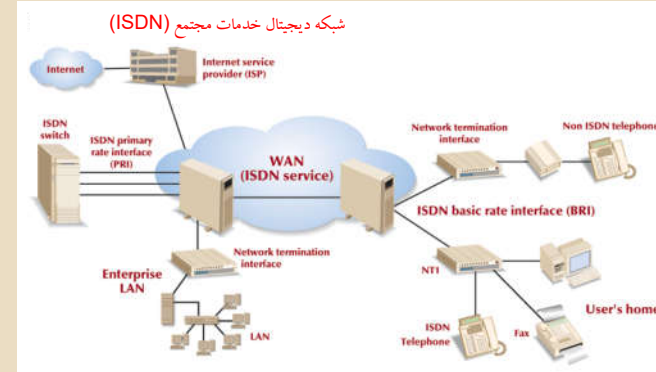 شبکه دیجیتال خدمات مجتمع (ISDN)
Internet
Internet service
provider (ISP)
ISDN
switch
ISDN primary
rate interface
(PRI)
WAN
(ISDN service)
Network termination
interface
Non ISDN telephone
ISDN basic rate interface (BRI)
Enterprise
LAN
Network termination
interface
LAN
NTI
ISDN
Telephone
Fax
User's home